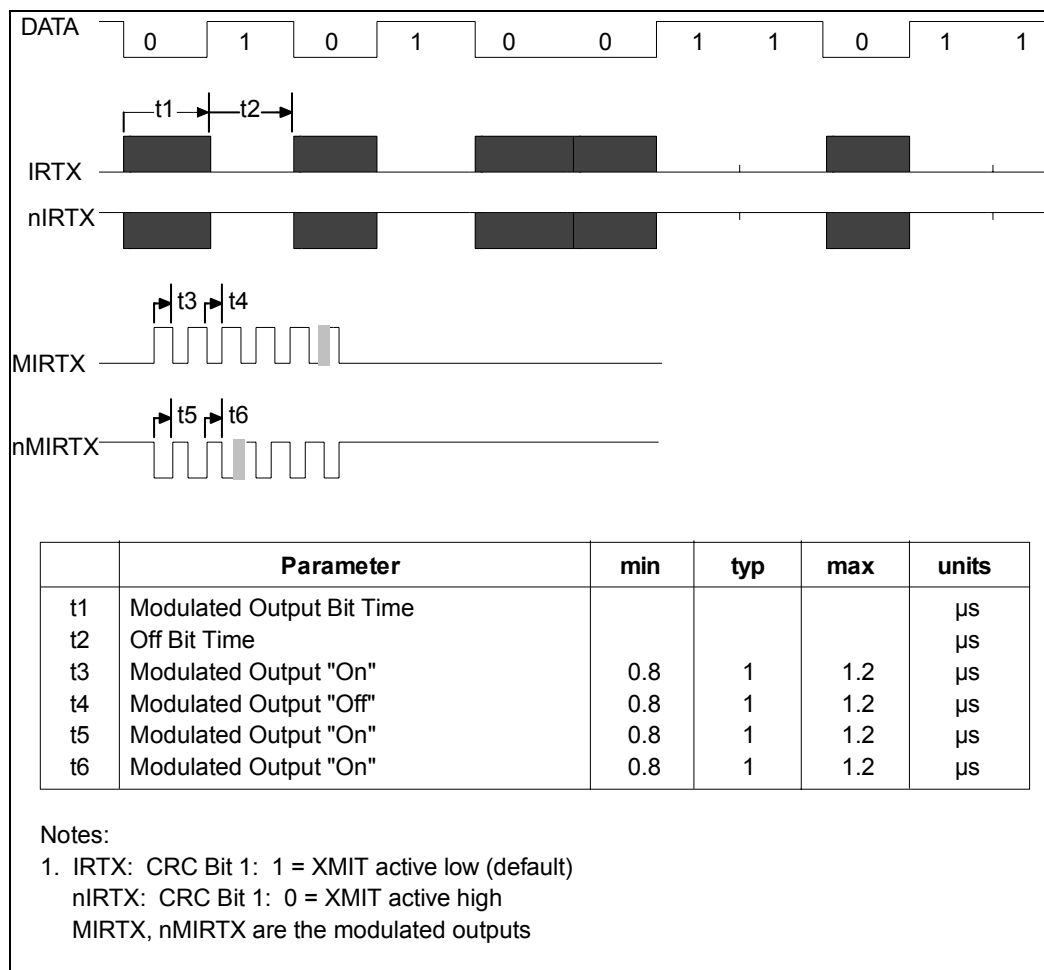 DATA 0 1 0 1 0 0 1 1 0 1 1
t1 t2
IRTX
nIRTX
t3 t4
MIRTX
t5 t6
nMIRTX
Parameter min typ max units
t1 Modulated Output Bit Time µs
t2 Off Bit Time µs
t3 Modulated Output "On" 0.8 1 1.2 µs
t4 Modulated Output "Off" 0.8 1 1.2 µs
t5 Modulated Output "On" 0.8 1 1.2 µs
t6 Modulated Output "On" 0.8 1 1.2 µs
Notes:
1. IRTX: CRC Bit 1: 1 = XMIT active low (default)
nIRTX: CRC Bit 1: 0 = XMIT active high
MIRTX, nMIRTX are the modulated outputs